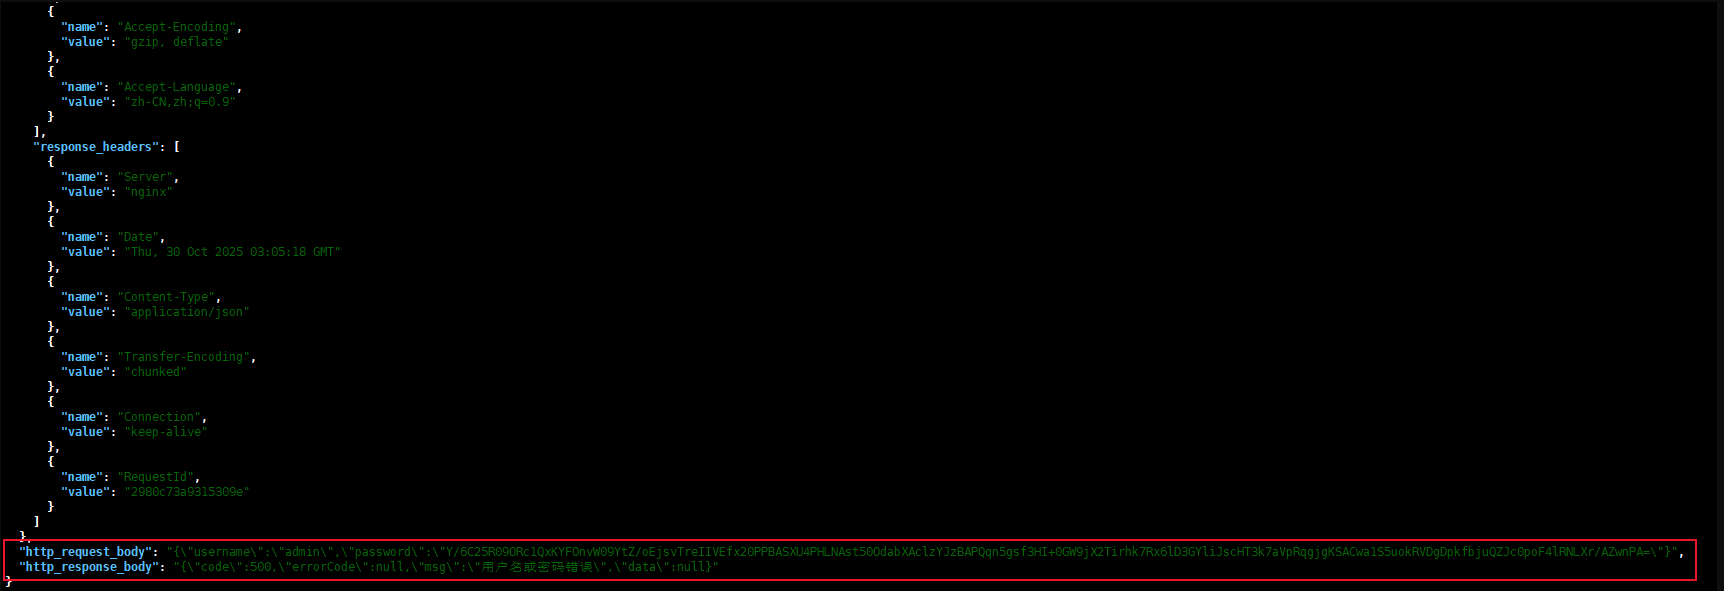 {
"name": "Accept-Encoding",
"value": "gzip, deflate"
},
{
"name": "Accept-Language",
"value": "zh-CN,zh;q=0.9"
}
],
"response_headers": [
{
"name": "Server",
"value": "nginx"
},
{
"name": "Date",
"value": "Thu, 30 Oct 2025 03:05:18 GMT"
},
{
"name": "Content-Type",
"value": "application/json"
},
{
"name": "Transfer-Encoding",
"value": "chunked"
},
{
"name": "Connection",
"value": "keep-alive"
},
{
"name": "RequestId",
"value": "2980c73a9315309e"
}
]
},
"http_request_body": "{\"username\":\"admin\",\"password\":\"Y/6C25R09ORc1QxKYFOnvW09YtZ/oEjsvTreIIVEfx20PPBASXU4PHLNAst50OdabXAclzYJzBAPQqn5gsf3HI+0GW9jX2Tirhk7Rx6lD3GYliJscHT3k7aVpRqgjgKSACwa1S5uokRVDgDpkfbjuQZJc0poF4lRNLXr/AZwnPA=\"}",
"http_response_body": "{\"code\":500,\"errorCode\":null,\"msg\":\"用户名或密码错误\",\"data\":null}"
}